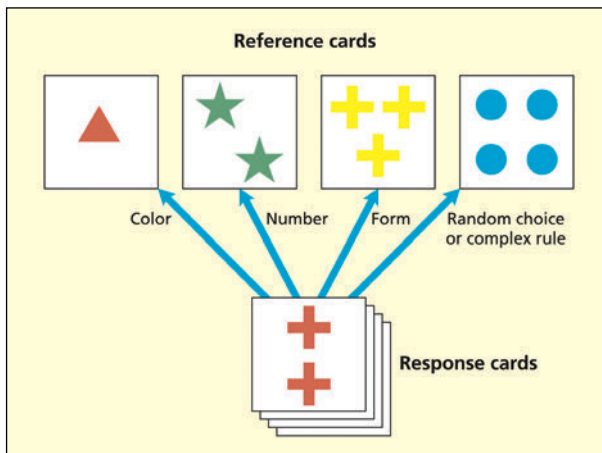 Reference cards
Color
Number
Form
Random choice
or complex rule
Response cards